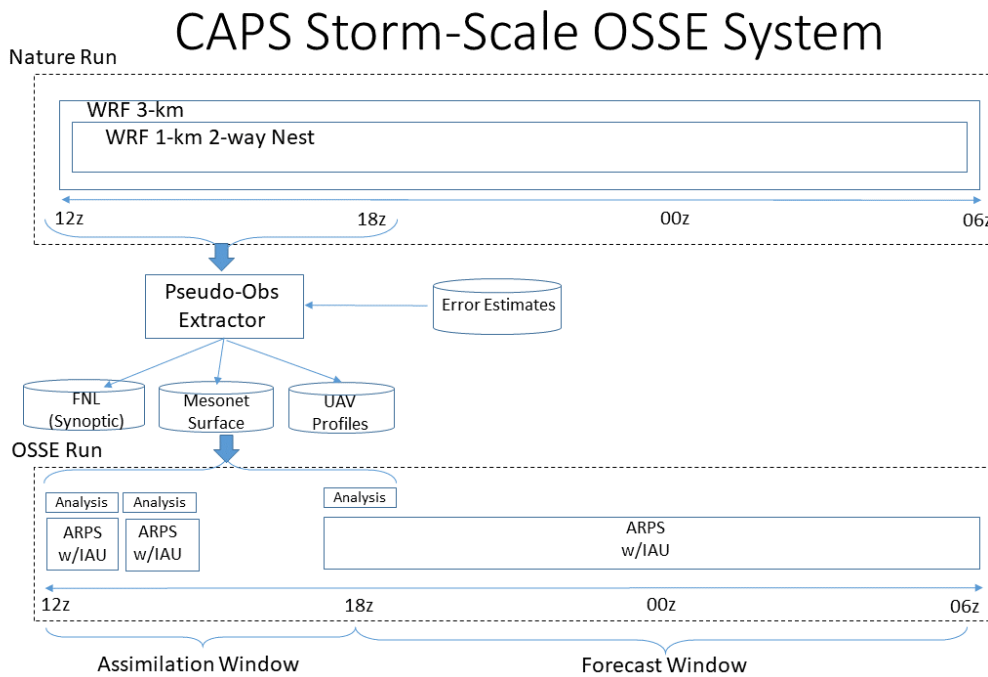 CAPS Storm-Scale OSSE System
Nature Run
WRF 3-km
WRF 1-km 2-way Nest
12z 18z 00z 06z
Pseudo-Obs
Extractor
Error Estimates
FNL
(Synoptic)
Mesonet
Surface
UAV
Profiles
OSSE Run
Analysis Analysis Analysis
ARPS
w/IAU
ARPS
w/IAU
ARPS
w/IAU
12z 18z 00z 06z
Assimilation Window Forecast Window